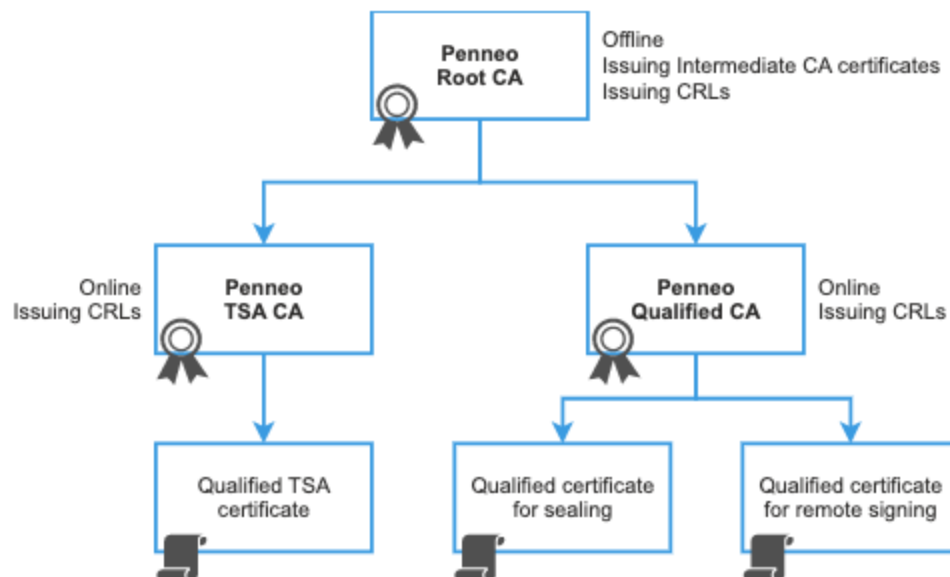 Penneo
Root CA
Offline
Issuing Intermediate CA certificates
Issuing CRLs
Online
Issuing CRLs
Penneo
TSA CA
Penneo
Qualified CA
Online
Issuing CRLs
Qualified TSA
certificate
Qualified certificate
for sealing
Qualified certificate
for remote signing